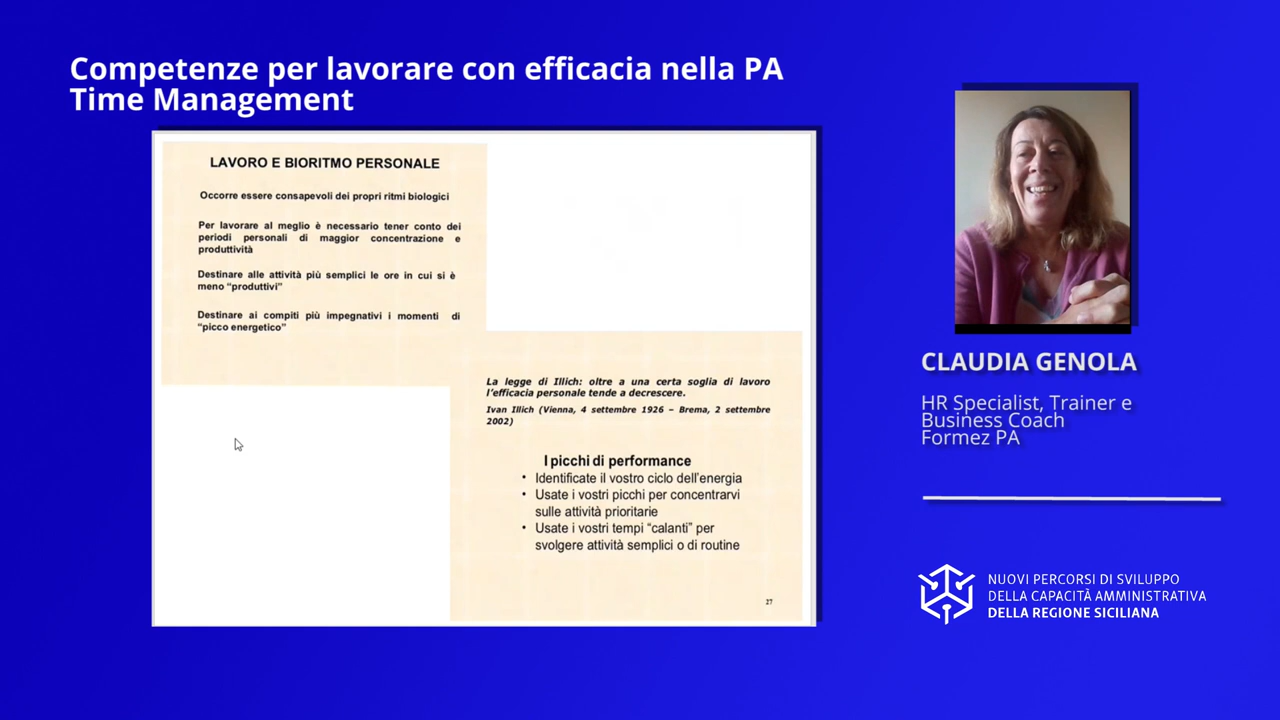 Competenze per lavorare con efficacia nella PA
Time Management
LAVORO E BIORITMO PERSONALE
Occorre essere consapevoli dei propri ritmi biologici
Per lavorare al meglio è necessario tener conto dei
periodi personali di maggior concentrazione e
produttività
Destinare alle attività più semplici le ore in cui si è
meno “produttivi”
Destinare ai compiti più impegnativi i momenti di
“picco energetico”
La legge di Illich: oltre a una certa soglia di lavoro
l’efficacia personale tende a decrescere.
Ivan Illich (Vienna, 4 settembre 1926 – Brema, 2 settembre
2002)
I picchi di performance
• Identificate il vostro ciclo dell’energia
• Usate i vostri picchi per concentrarvi
sulle attività prioritarie
• Usate i vostri tempi “calanti” per
svolgere attività semplici o di routine
27
CLAUDIA GENOLA
HR Specialist, Trainer e
Business Coach
Formez PA
NUOVI PERCORSI DI SVILUPPO
DELLA CAPACITÀ AMMINISTRATIVA
DELLA REGIONE SICILIANA